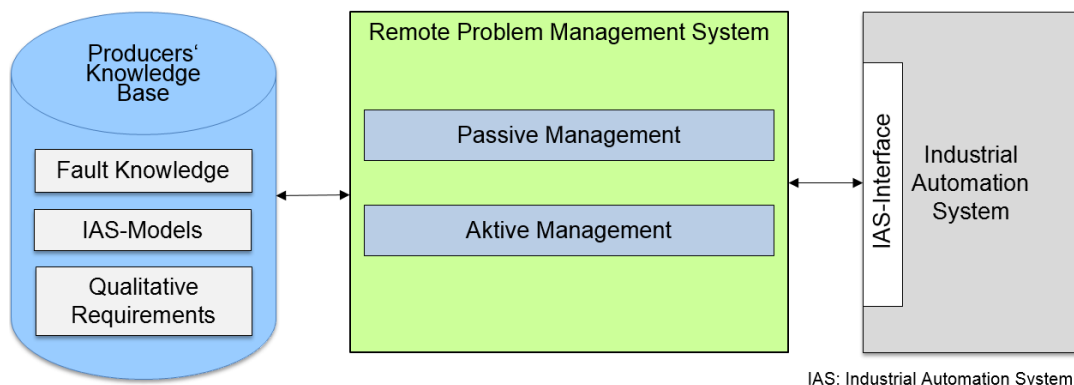 Producers‘
Knowledge
Base
Fault Knowledge
IAS-Models
Qualitative
Requirements
Remote Problem Management System
Passive Management
Aktive Management
IAS-Interface
Industrial
Automation
System
IAS: Industrial Automation System